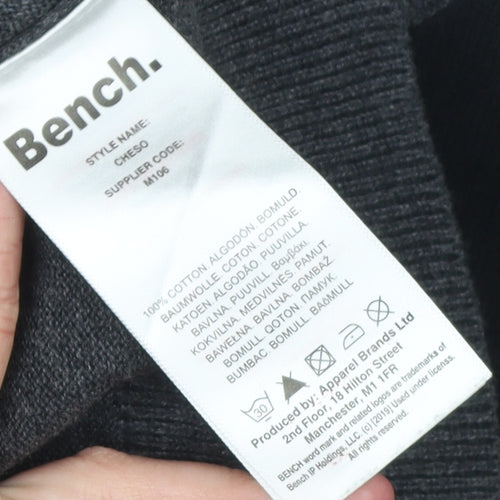 Bench.
STYLE NAME:
CHESO
SUPPLIER CODE:
M106
100% COTTON ALGODÓN. BOMULD.
BAUMWOLLE COTON COTONE.
KATOEN ALGODÃO PUUVILLA.
BAVLNA. PUUVILL. Βαμβάκι.
KOKVILNA. MEDVILNĖS PAMUT.
BAWEŁNA. BAVLNA. BOMBAŽ
BOMULL QOTON ПАМУК.
BUMBAC BOMULL BAÐMULL
30
Produced by: Apparel Brands Ltd
2nd Floor, 18 Hilton Street
Manchester, M1 1FR
BENCH word mark and related logos are trademarks of
Bench IP Holdings, LLC. (c) [2019] Used under license.
All rights reserved.